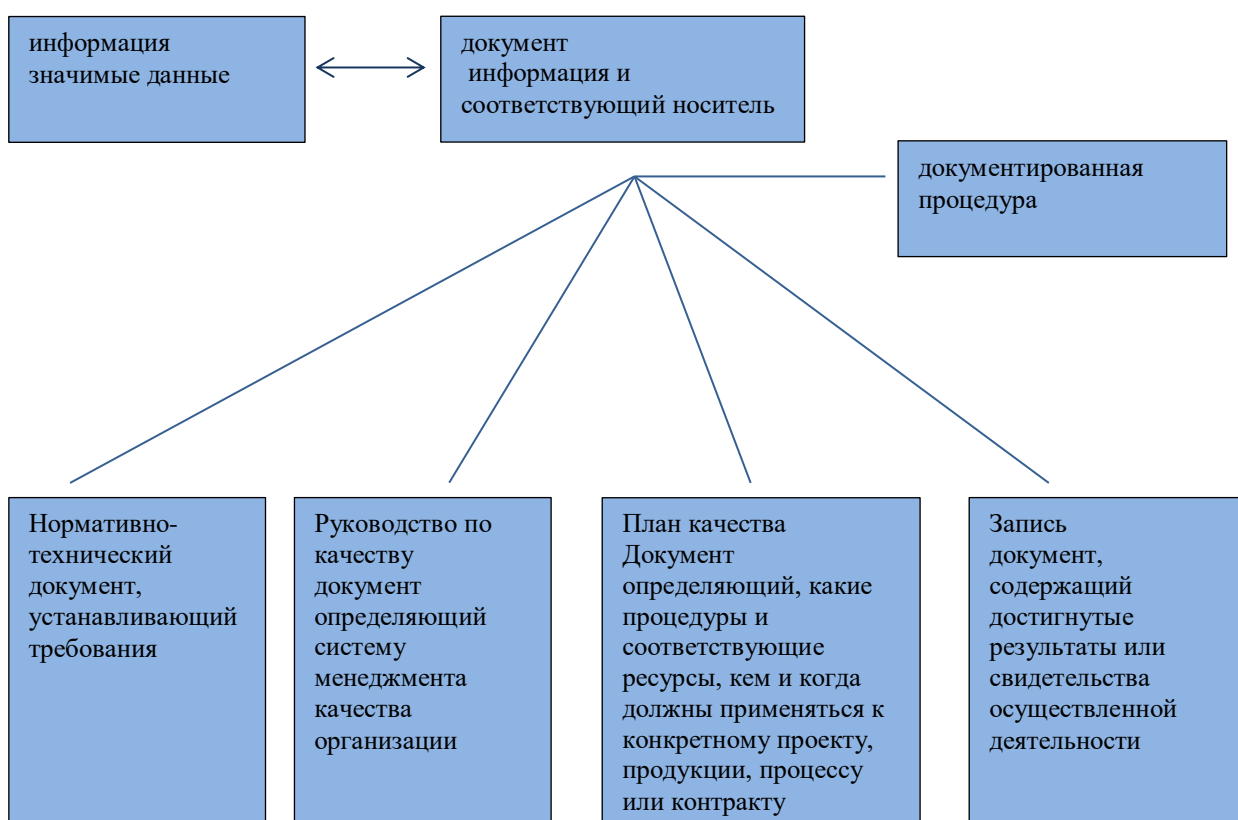 информация
значимые данные
документ
информация и
соответствующий носитель
документированная
процедура
Нормативно-
технический
документ,
устанавливающий
требования
Руководство по
качеству
документ
определяющий
систему
менеджмента
качества
организации
План качества
Документ
определяющий, какие
процедуры и
соответствующие
ресурсы, кем и когда
должны применяться к
конкретному проекту,
продукции, процессу
или контракту
Запись
документ,
содержащий
достигнутые
результаты или
свидетельства
осуществленной
деятельности